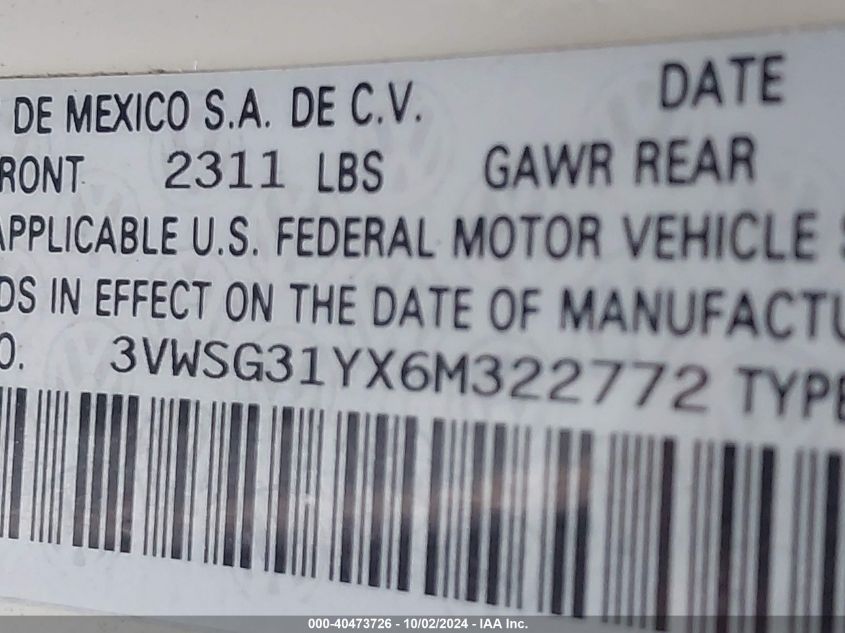 DE MEXICO S.A. DE C.V. DATE
RONT 2311 LBS GAWR REAR
APPLICABLE U.S. FEDERAL MOTOR VEHICLE S
DS IN EFFECT ON THE DATE OF MANUFACTU
O. 3VWSG31YX6M322772 TYPE
000-40473726 - 10/02/2024 - IAA Inc.